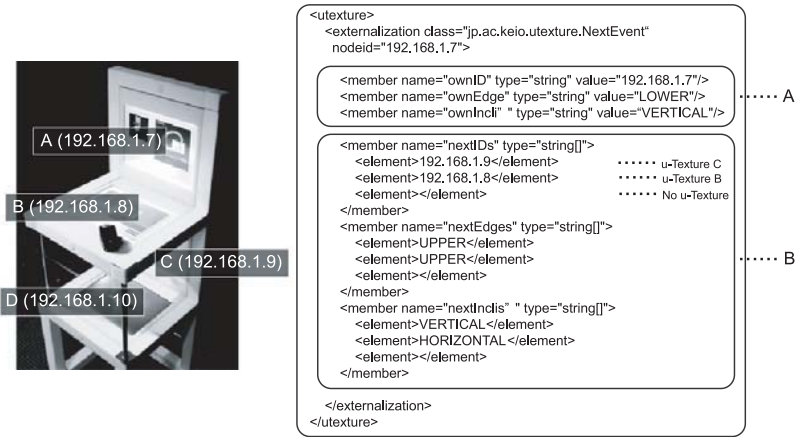 A (192.168.1.7)
B (192.168.1.8)
C (192.168.1.9)
D (192.168.1.10)
<utexture>
<externalization class="jp.ac.keio.utexture.NextEvent“
nodeid="192.168.1.7">
<member name="ownID" type="string" value="192.168.1.7"/>
<member name="ownEdge" type="string" value="LOWER"/>
<member name="ownIncli” " type="string" value=“VERTICAL"/>
A
<member name="nextIDs" type="string[]">
<element>192.168.1.9</element> u-Texture C
<element>192.168.1.8</element> u-Texture B
<element></element> No u-Texture
</member>
<member name="nextEdges" type="string[]">
<element>UPPER</element>
<element>UPPER</element>
<element></element>
</member>
<member name="nextInclis” " type="string[]">
<element>VERTICAL</element>
<element>HORIZONTAL</element>
<element></element>
</member>
B
</externalization>
</utexture>